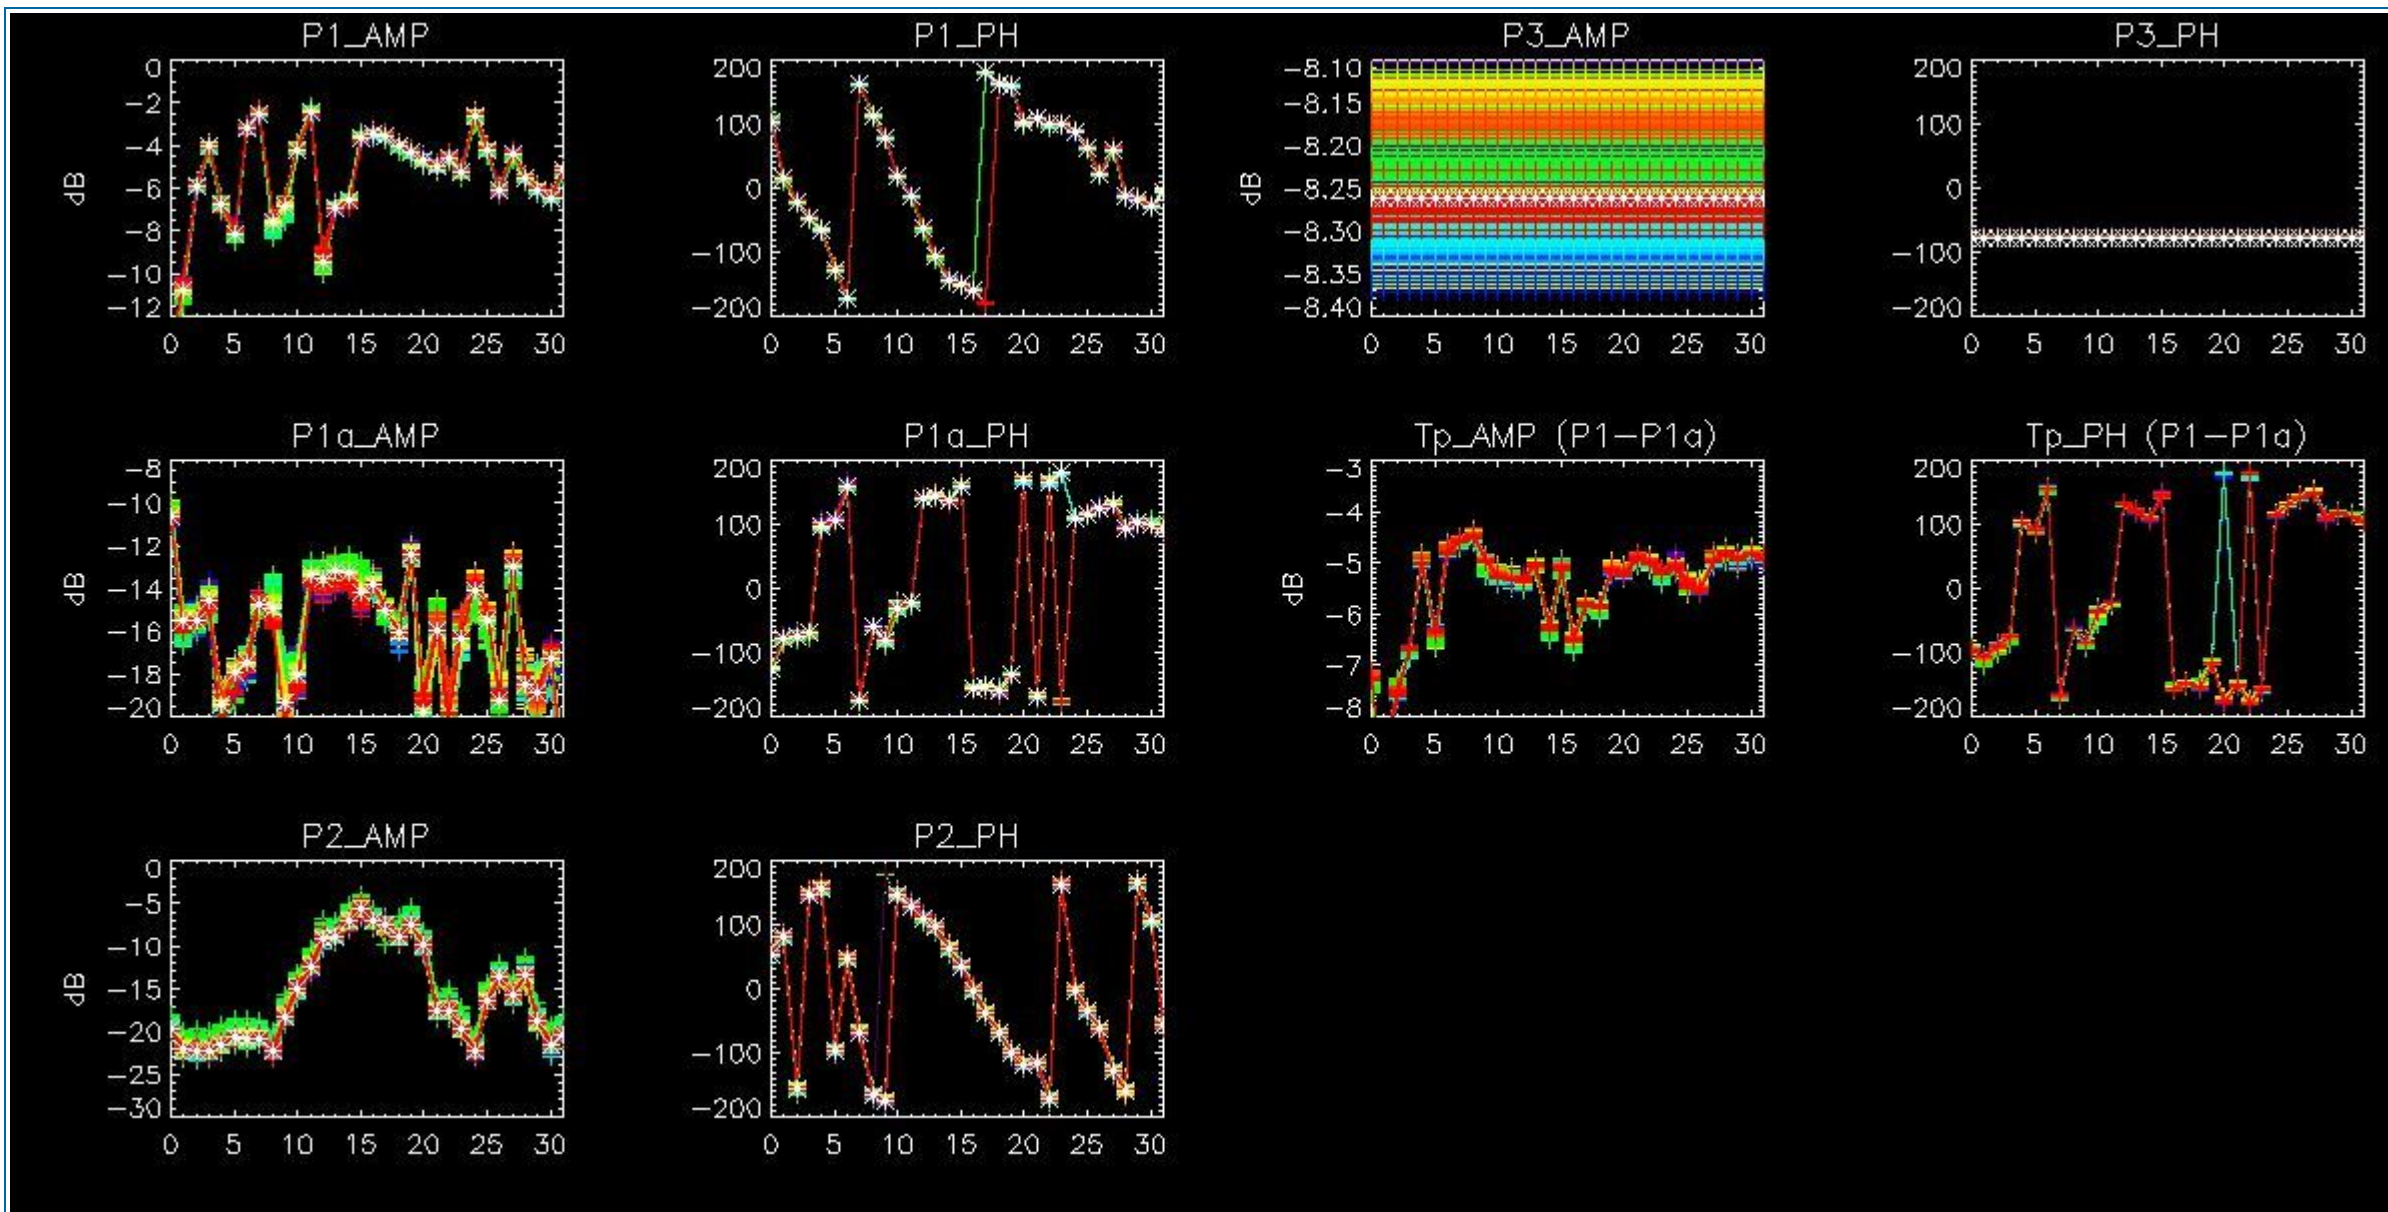 P1_AMP
0
−2
−4
−6
−8
−10
−12
dB
0 5 10 15 20 25 30
P1_PH
200
100
0
−100
−200
0 5 10 15 20 25 30
P3_AMP
−8.10
−8.15
−8.20
−8.25
−8.30
−8.35
−8.40
dB
0 5 10 15 20 25 30
P3_PH
200
100
0
−100
−200
0 5 10 15 20 25 30
P1a_AMP
−8
−10
−12
−14
−16
−18
−20
dB
0 5 10 15 20 25 30
P1a_PH
200
100
0
−100
−200
0 5 10 15 20 25 30
Tp_AMP (P1−P1a)
−3
−4
−5
−6
−7
−8
dB
0 5 10 15 20 25 30
Tp_PH (P1−P1a)
200
100
0
−100
−200
0 5 10 15 20 25 30
P2_AMP
0
−5
−10
−15
−20
−25
−30
dB
0 5 10 15 20 25 30
P2_PH
200
100
0
−100
−200
0 5 10 15 20 25 30